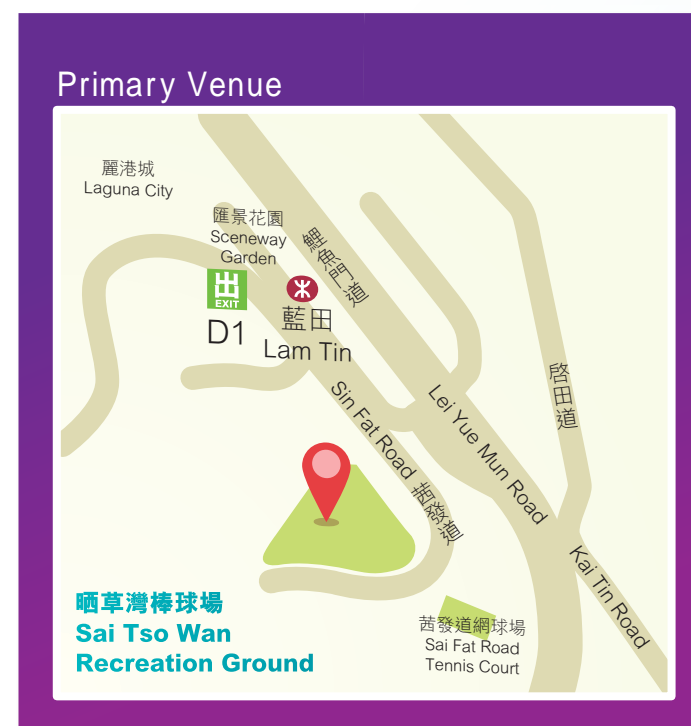 Primary Venue
麗港城
Laguna City
匯景花園
Sceneway
Garden
鯉魚門道
出
EXIT
D1
藍田
Lam Tin
啓田道
Sin Fat Road 茜發道
Lei Yue Mun Road
Kai Tin Road
晒草灣棒球場
Sai Tso Wan
Recreation Ground
茜發道網球場
Sai Fat Road
Tennis Court